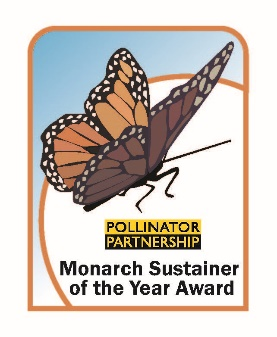 POLLINATOR
PARTNERSHIP
Monarch Sustainer
of the Year Award